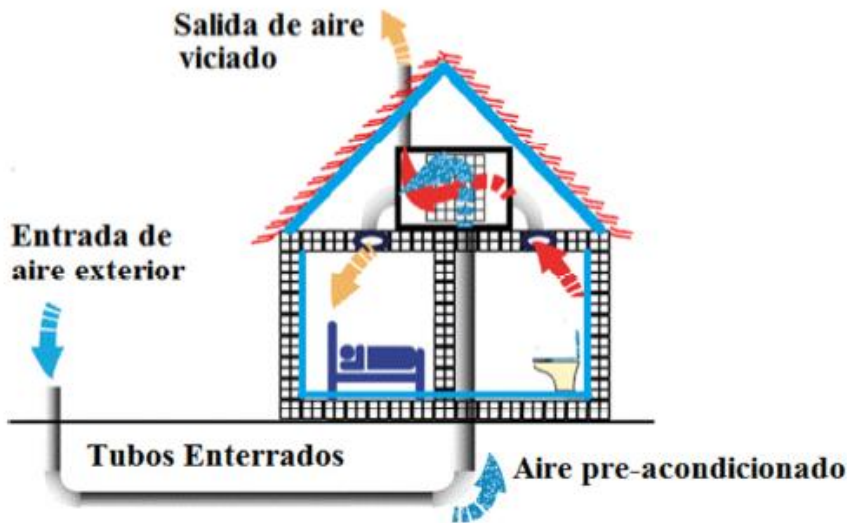 Salida de aire
viciado
Entrada de
aire exterior
Tubos Enterrados
Aire pre-acondicionado